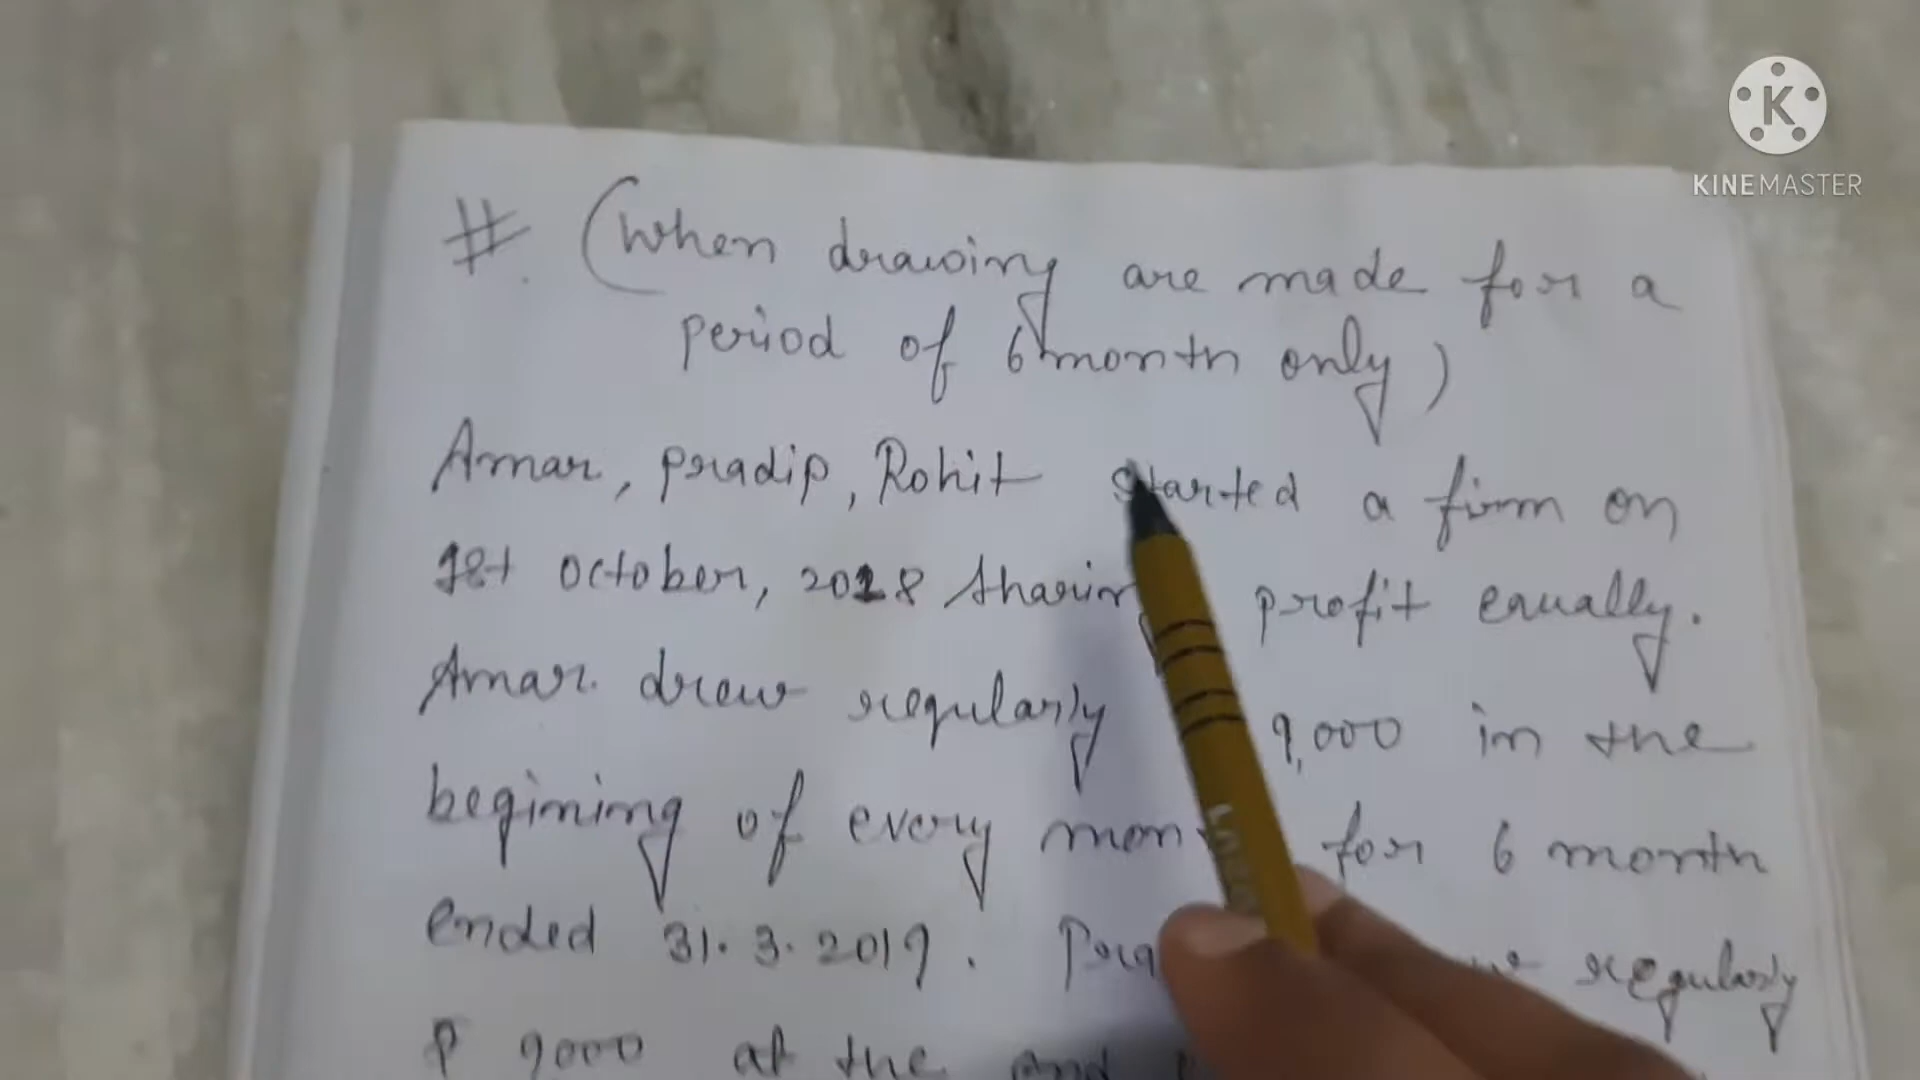 KINEMASTER
# (When drawing are made for a
period of 6 month only)
Amar, Pradip, Rohit started a firm on
1st October, 2018 sharing profit equally.
Amar drew regularly 9,000 in the
begining of every month for 6 month
ended 31.3.2019. regularly
₹ 9000 at the end